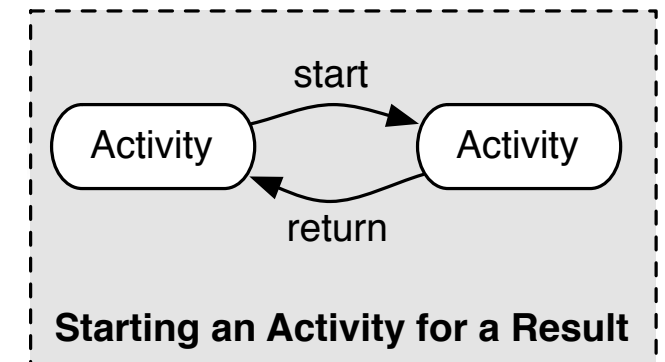 start
Activity Activity
return
Starting an Activity for a Result